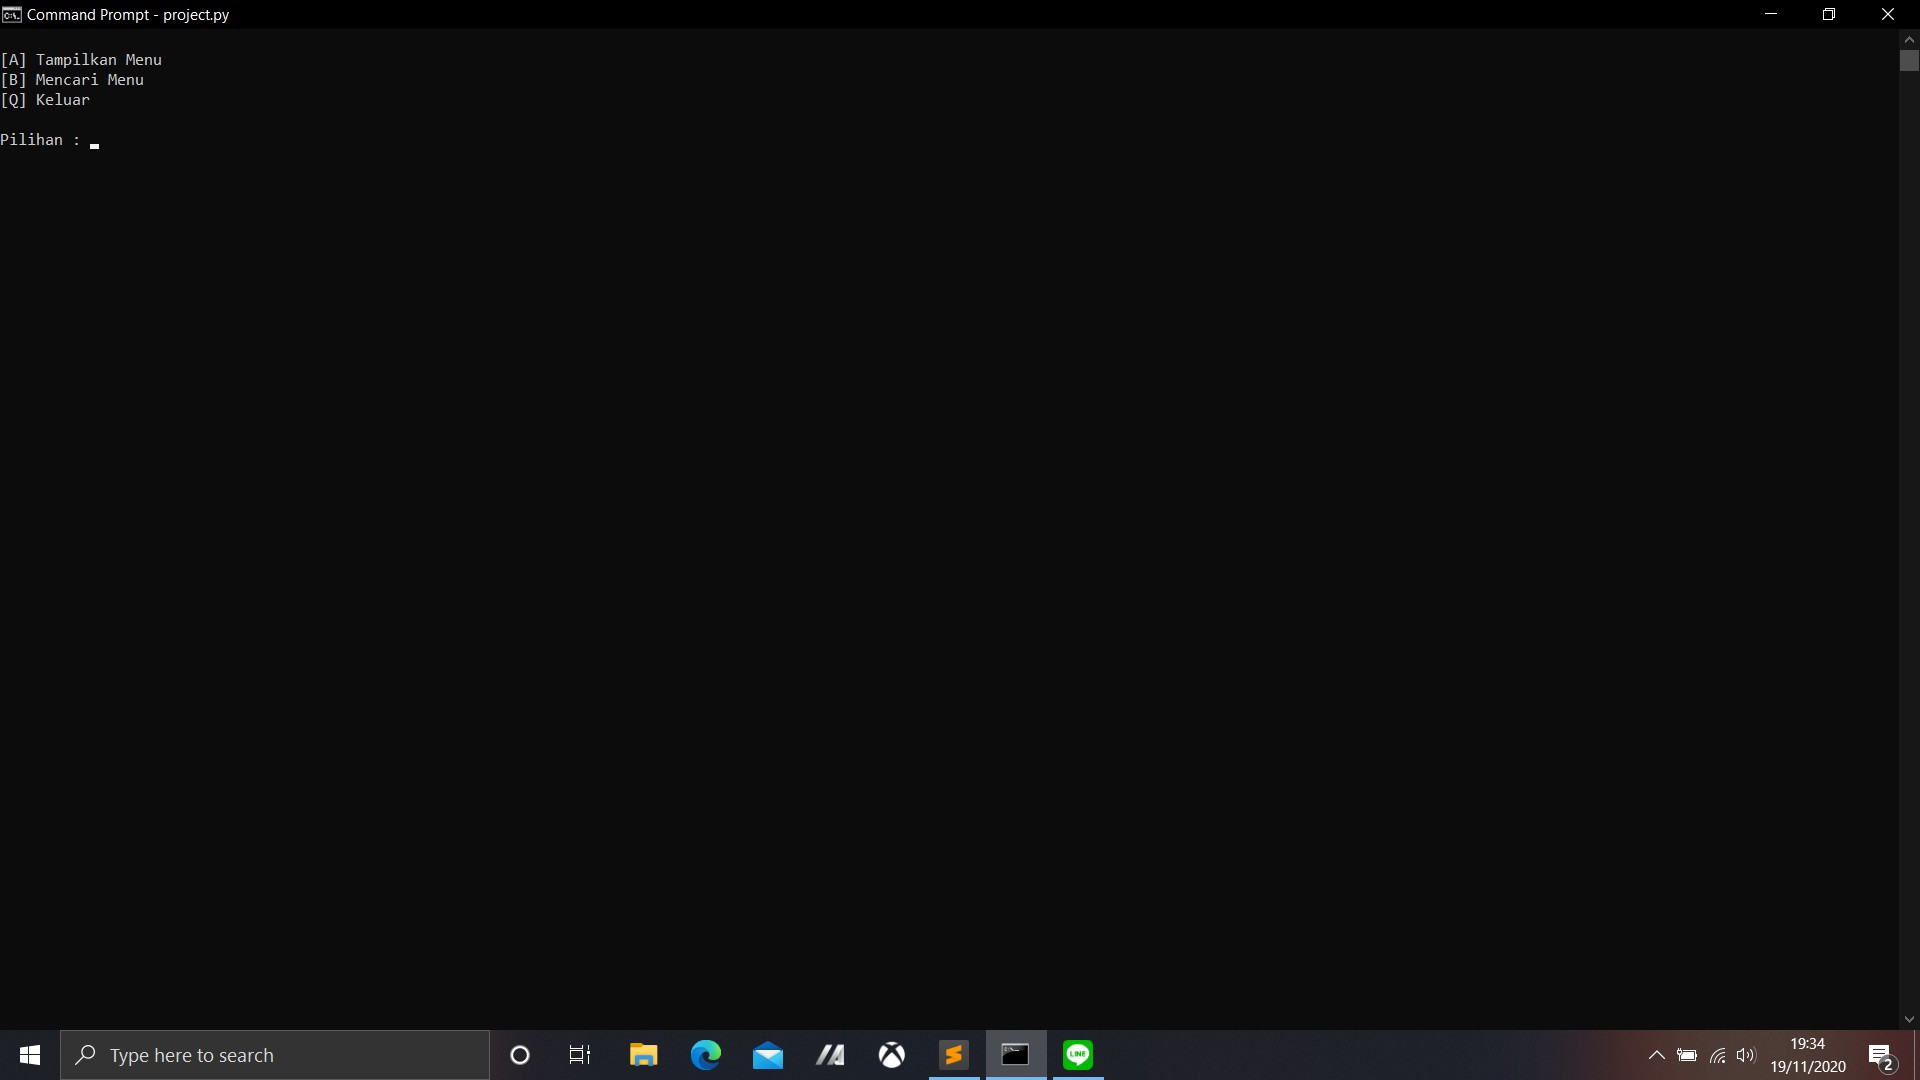 Command Prompt - project.py
[A] Tampilkan Menu
[B] Mencari Menu
[Q] Keluar
Pilihan :
Type here to search
LINE
19:34
19/11/2020
2